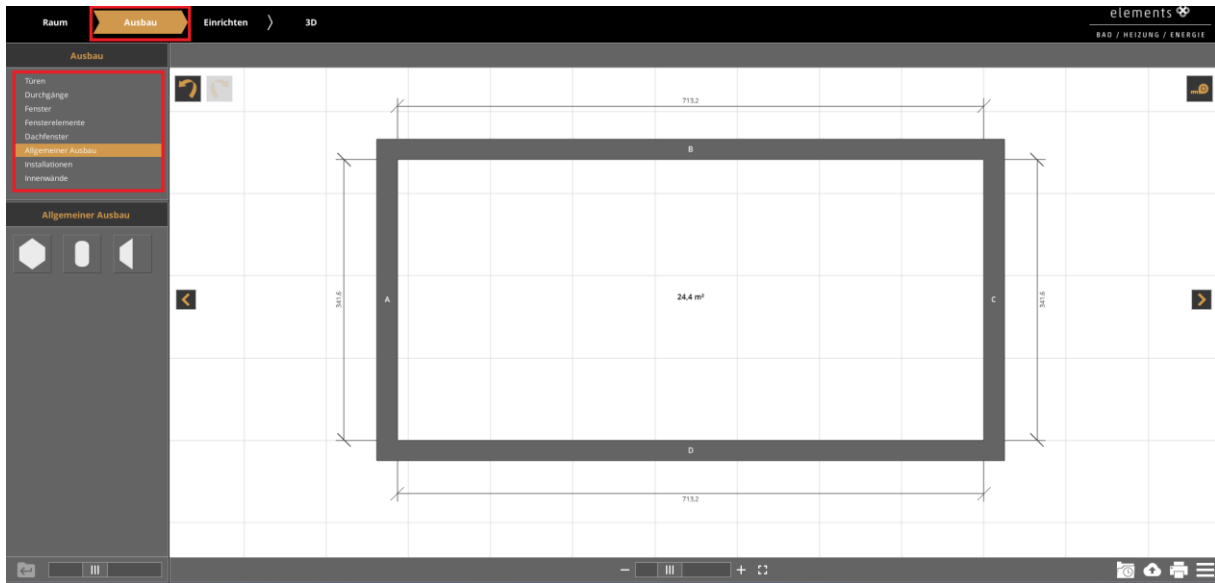 Raum
Ausbau
Einrichten
3D
elements
BAD / HEIZUNG / ENERGIE
Ausbau
Türen
Durchgänge
Fenster
Fensterelemente
Dachfenster
Allgemeiner Ausbau
Installationen
Innenwände
Allgemeiner Ausbau
713.2
B
341.6
A
24,4 m²
C
341.6
D
713.2